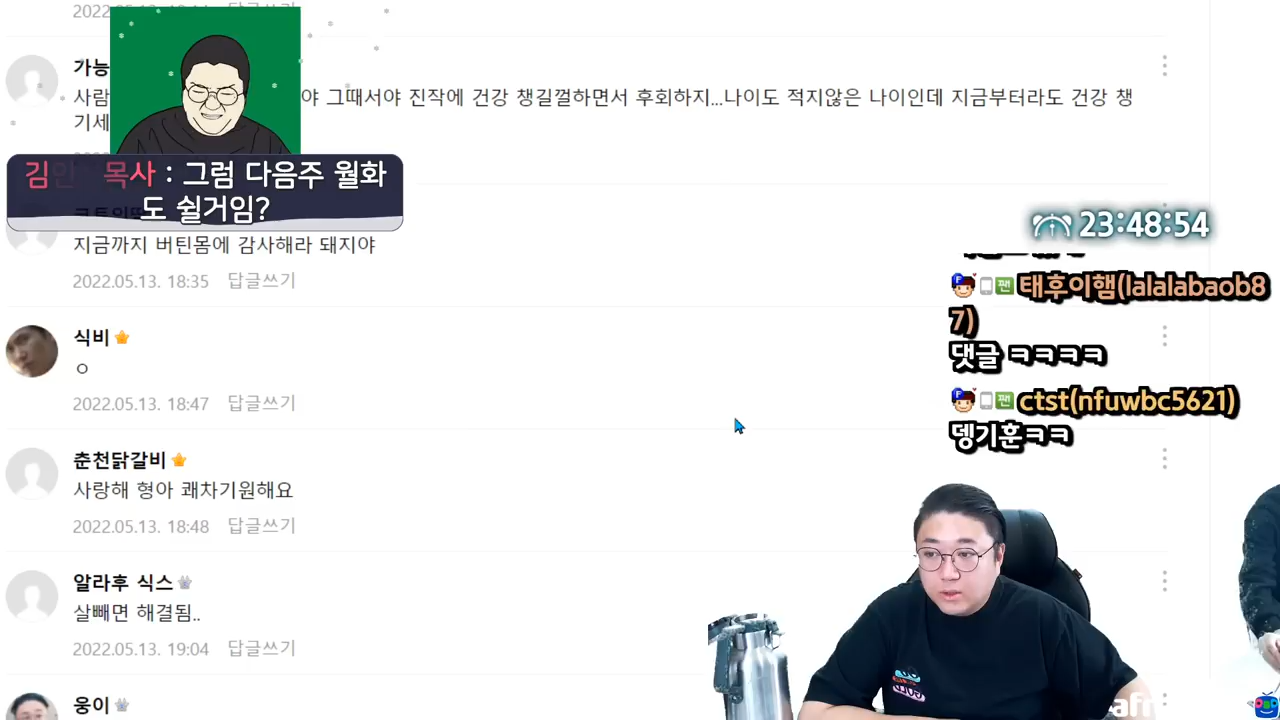 가능
사람
야 그때서야 진작에 건강 챙길껄하면서 후회하지...나이도 적지않은 나이인데 지금부터라도 건강 챙
기세
김민 목사 : 그럼 다음주 월화
도 쉴거임?
지금까지 버틴몸에 감사해라 돼지야
2022.05.13. 18:35 답글쓰기
식비
ㅇ
2022.05.13. 18:47 답글쓰기
춘천닭갈비
사랑해 형아 쾌차기원해요
2022.05.13. 18:48 답글쓰기
알라후 식스
살빼면 해결됨..
2022.05.13. 19:04 답글쓰기
웅이
23:48:54
태후이햄(lalalabaob8
7)
댓글 ㅋㅋㅋㅋ
ctst(nfuwbc5621)
뎅기훈ㅋㅋ